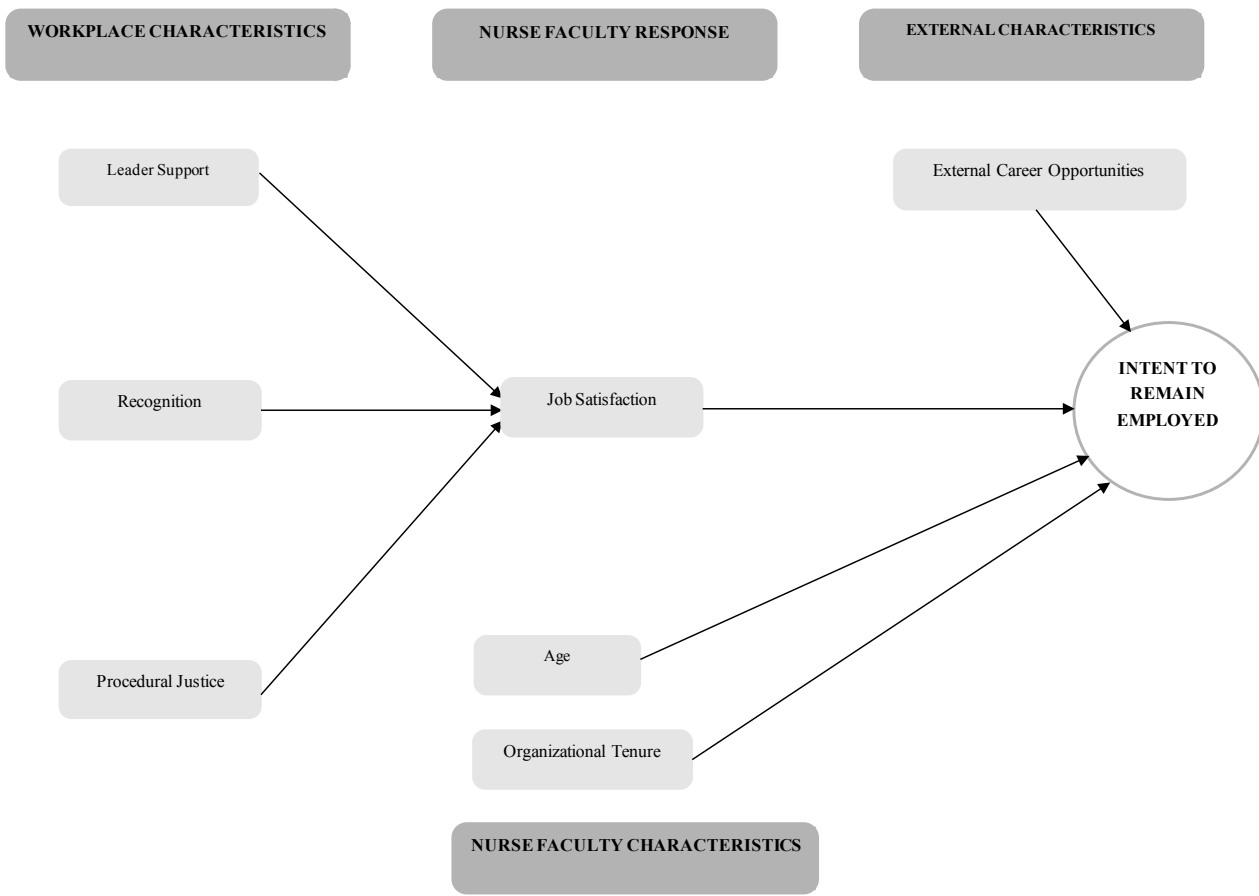 WORKPLACE CHARACTERISTICS
NURSE FACULTY RESPONSE
EXTERNAL CHARACTERISTICS
Leader Support
External Career Opportunities
Recognition
Job Satisfaction
INTENT TO
REMAIN
EMPLOYED
Procedural Justice
Age
Organizational Tenure
NURSE FACULTY CHARACTERISTICS